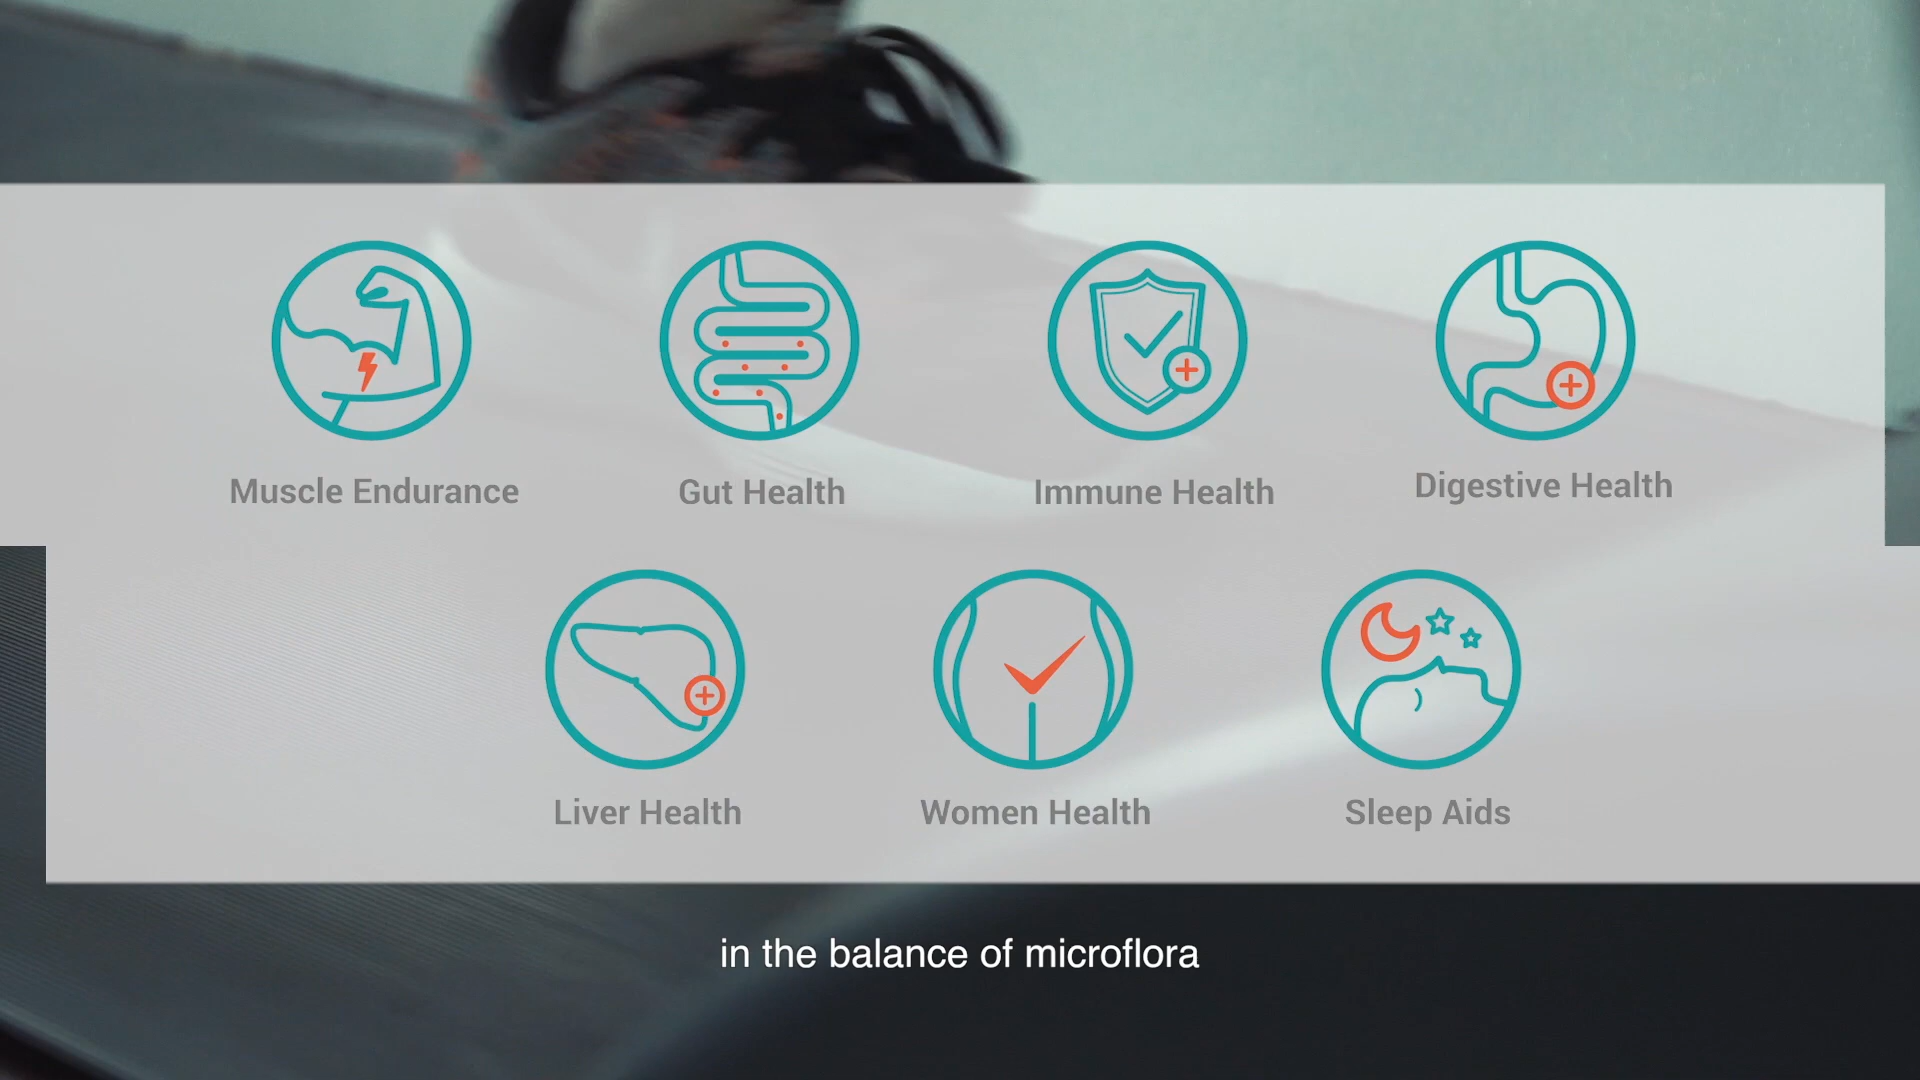 Muscle Endurance
Gut Health
Immune Health
Digestive Health
Liver Health
Women Health
Sleep Aids
in the balance of microflora